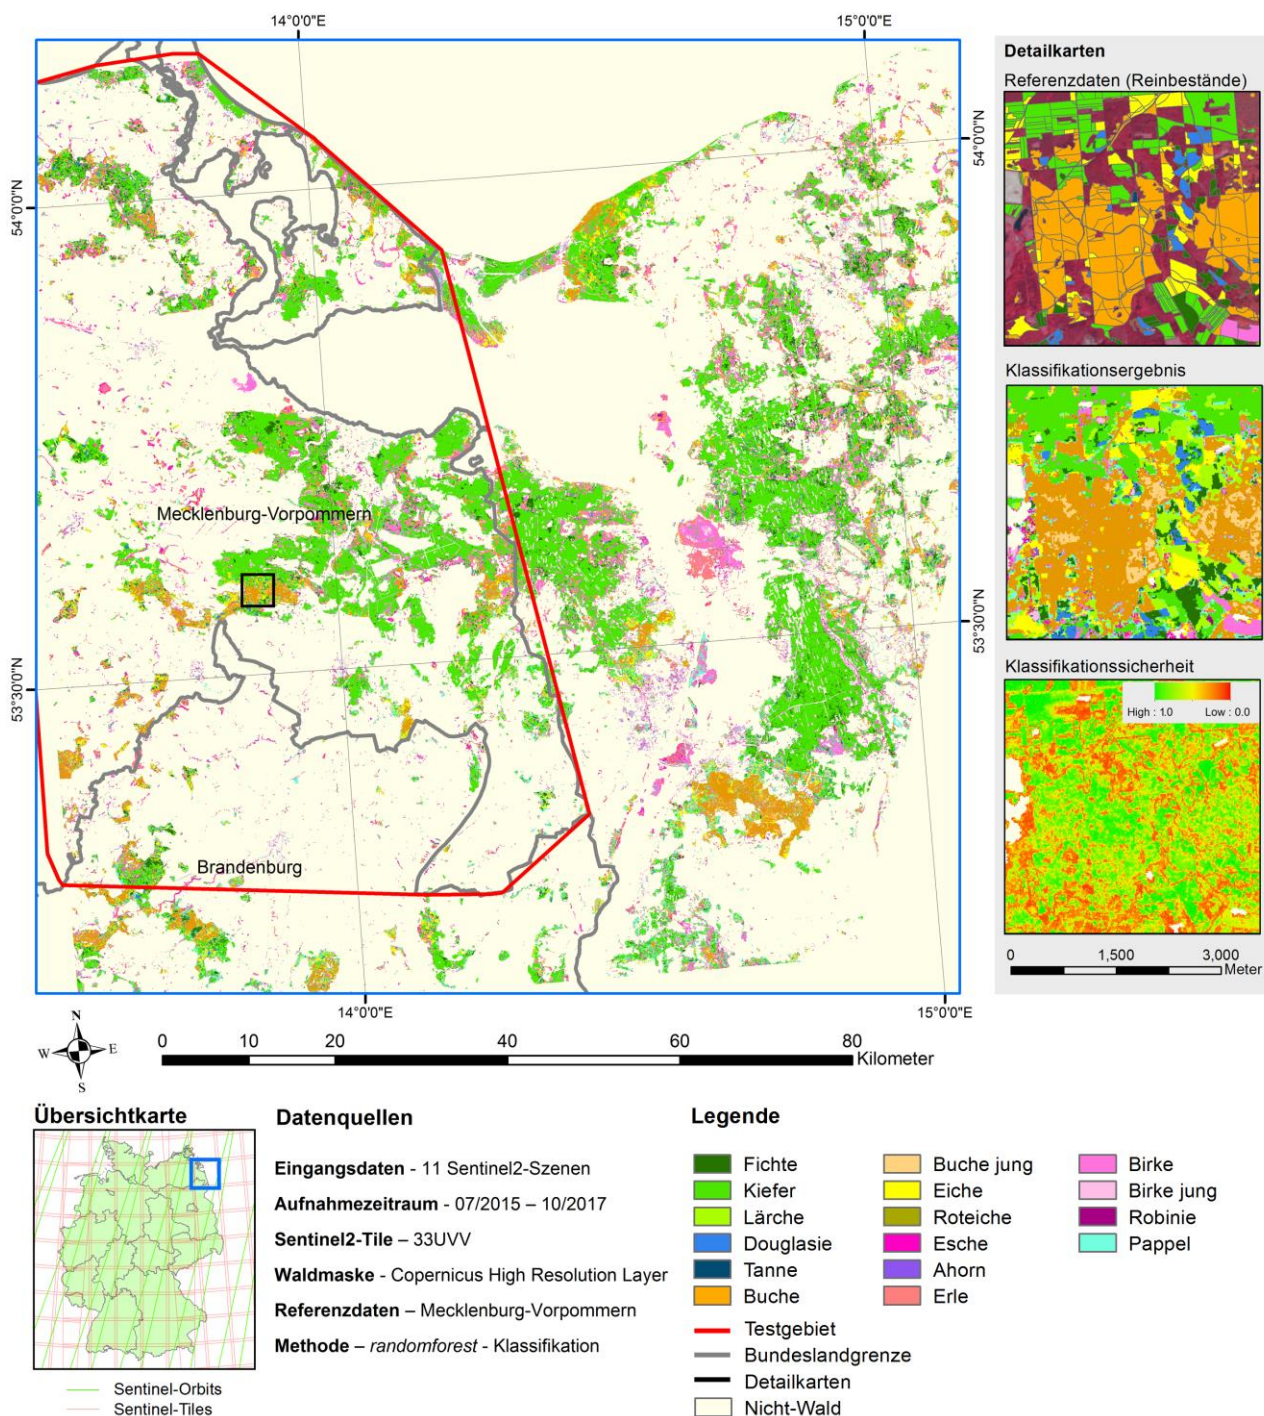 14°0'0"E
15°0'0"E
54°0'0"N
54°0'0"N
53°30'0"N
53°30'0"N
Mecklenburg-Vorpommern
Brandenburg
14°0'0"E
15°0'0"E
Detailkarten
Referenzdaten (Reinbestände)
Klassifikationsergebnis
Klassifikationssicherheit
High : 1.0 Low : 0.0
0 1,500 3,000
Meter
N
W E
S
0 10 20 40 60 80
Kilometer
Übersichtkarte
Sentinel-Orbits
Sentinel-Tiles
Datenquellen
Eingangsdaten - 11 Sentinel2-Szenen
Aufnahmezeitraum - 07/2015 – 10/2017
Sentinel2-Tile – 33UVV
Waldmaske - Copernicus High Resolution Layer
Referenzdaten – Mecklenburg-Vorpommern
Methode – randomforest - Klassifikation
Legende
Fichte
Kiefer
Lärche
Douglasie
Tanne
Buche
Buche jung
Eiche
Roteiche
Esche
Ahorn
Erle
Birke
Birke jung
Robinie
Pappel
Testgebiet
Bundeslandgrenze
Detailkarten
Nicht-Wald